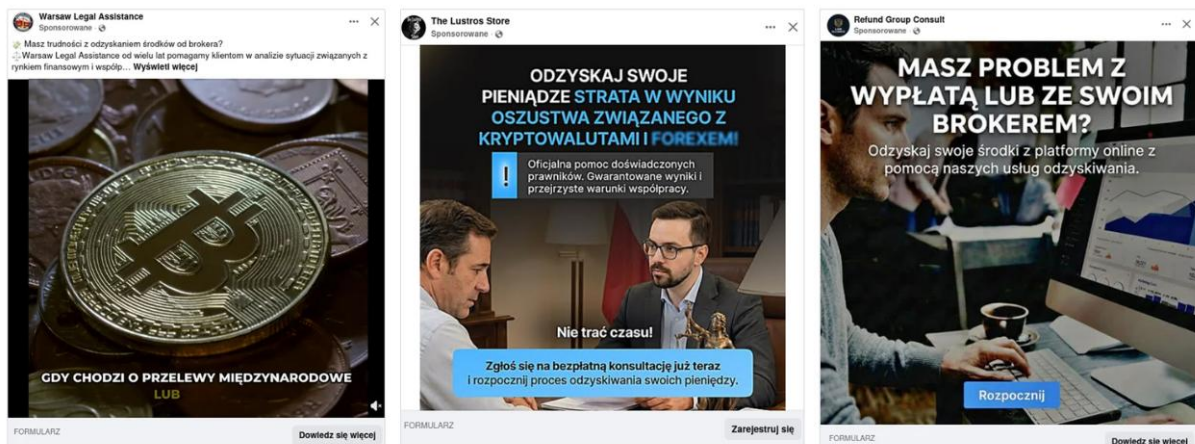 Warsaw Legal Assistance
Sponsorowane ·
Masz trudności z odzyskaniem środków od brokera?
Warsaw Legal Assistance od wielu lat pomagamy klientom w analizie sytuacji związanych z
rynkiem finansowym i współp... Wyświetl więcej
GDY CHODZI O PRZELEWY MIĘDZYNARODOWE
LUB
FORMULARZ
Dowiedz się więcej
The Lustros Store
Sponsorowane ·
ODZYSKAJ SWOJE
PIENIĄDZE STRATA W WYNIKU
OSZUSTWA ZWIĄZANEGO Z
KRYPTOWALUTAMI I FOREXEM!
! Oficjalna pomoc doświadczonych
prawników. Gwarantowane wyniki i
przejrzyste warunki współpracy.
Nie trać czasu!
Zgłoś się na bezpłatną konsultację już teraz
i rozpocznij proces odzyskiwania swoich pieniędzy.
FORMULARZ
Zarejestruj się
Refund Group Consult
Sponsorowane ·
MASZ PROBLEM Z
WYPŁATĄ LUB ZE SWOIM
BROKEREM?
Odzyskaj swoje środki z platformy online z
pomocą naszych usług odzyskiwania.
Rozpocznij
FORMULARZ
Dowiedz się więcej